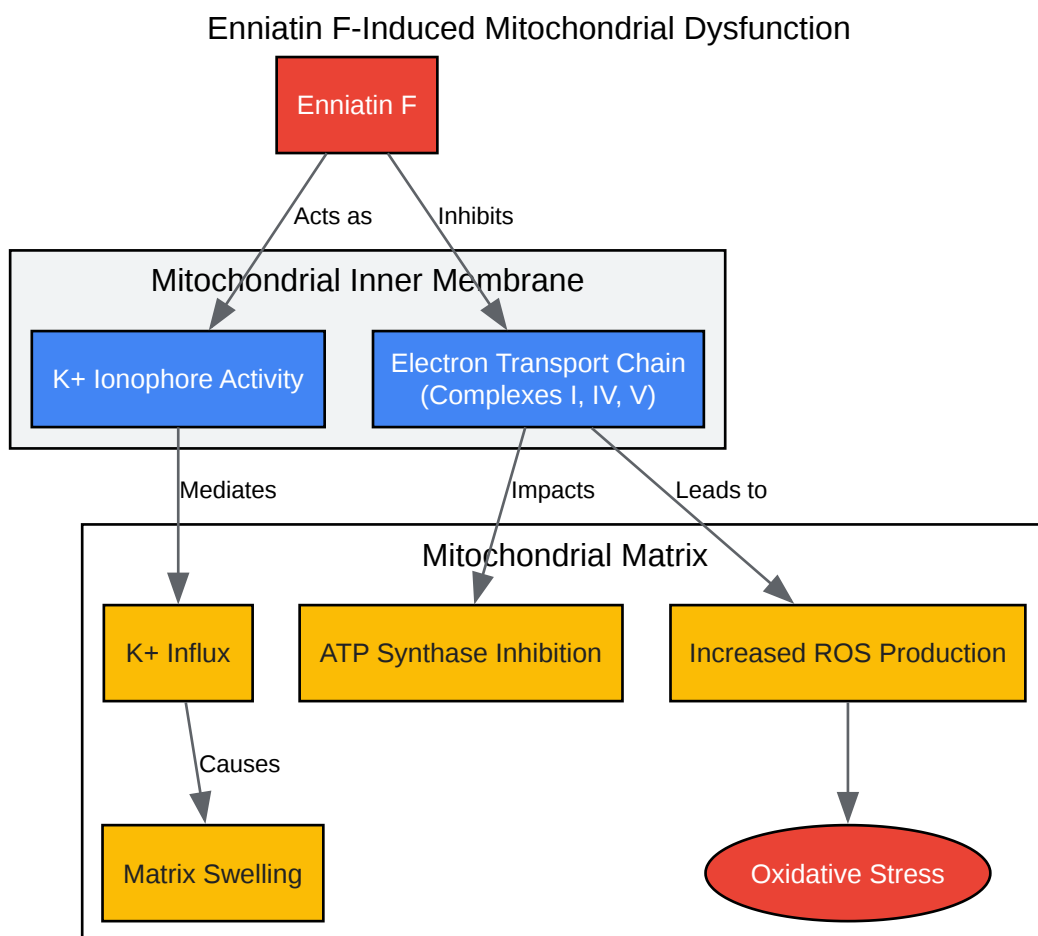 Enniatin F-Induced Mitochondrial Dysfunction
Enniatin F
Acts as
Inhibits
Mitochondrial Inner Membrane
K+ Ionophore Activity
Electron Transport Chain
(Complexes I, IV, V)
Mediates
Impacts
Leads to
Mitochondrial Matrix
K+ Influx
ATP Synthase Inhibition
Increased ROS Production
Causes
Matrix Swelling
Oxidative Stress